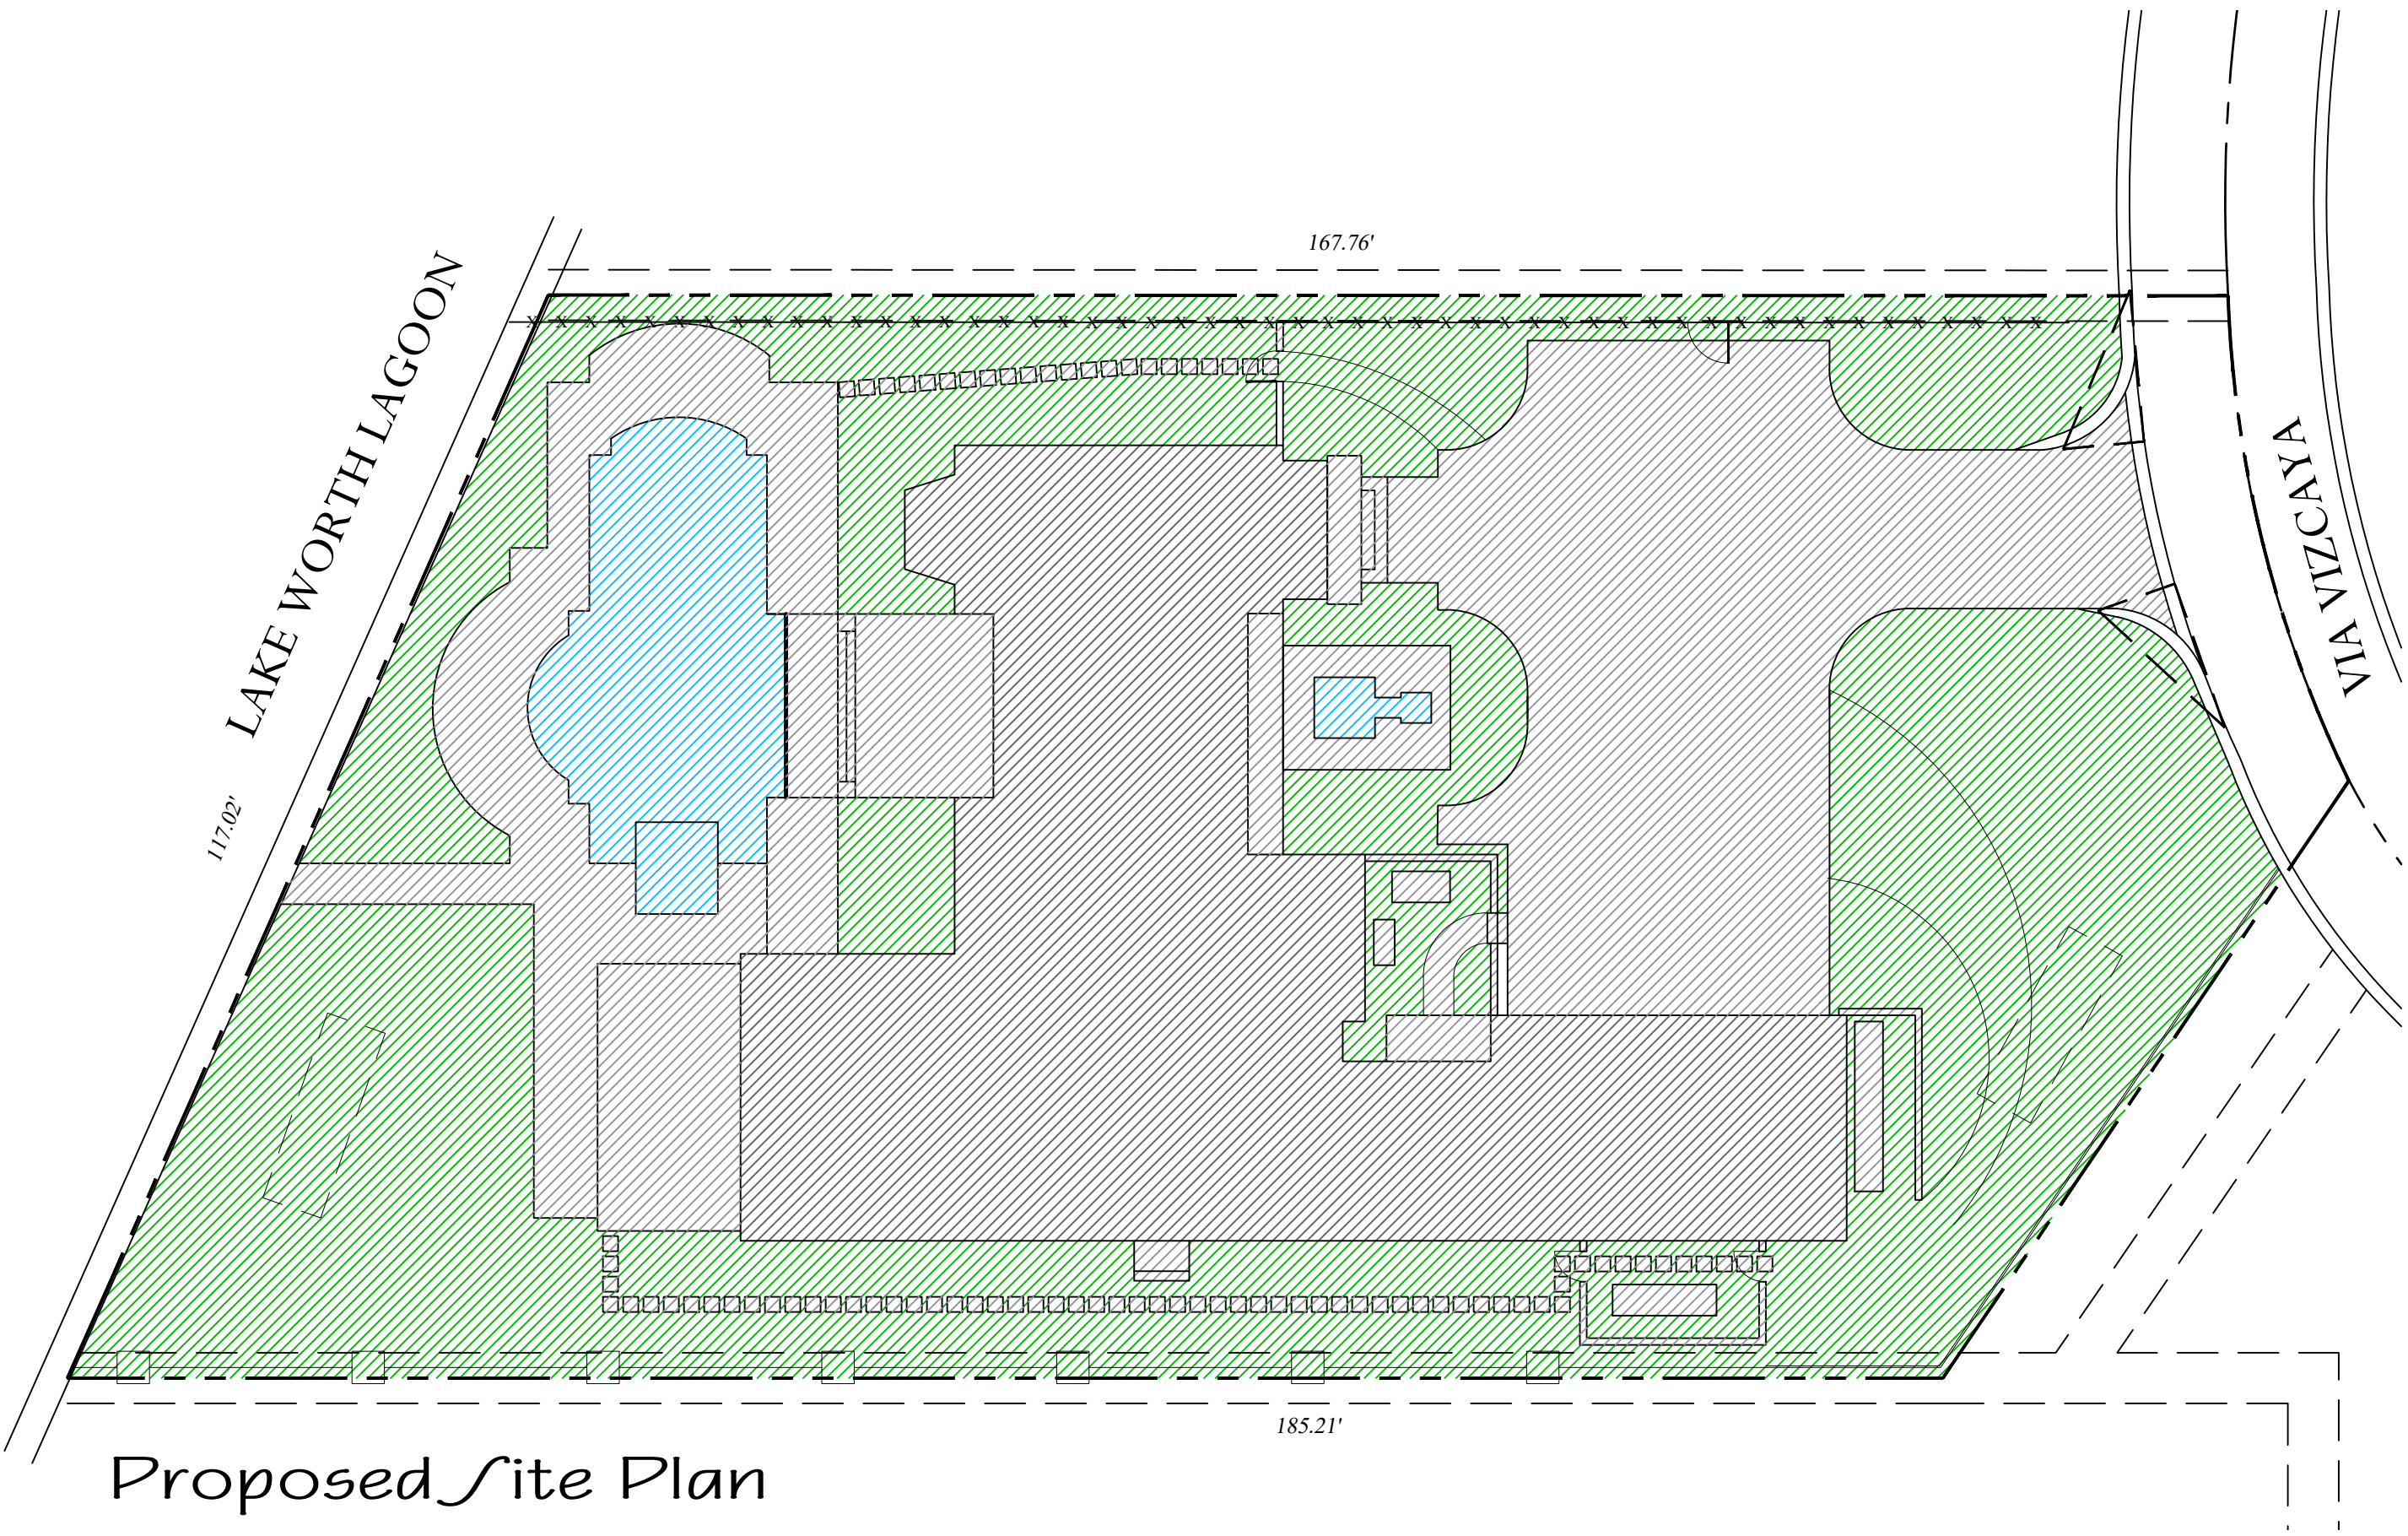 167.76'
LAKE WORTH LAGOON
VIA VIZCAYA
117.02'
185.21'
Proposed Site Plan